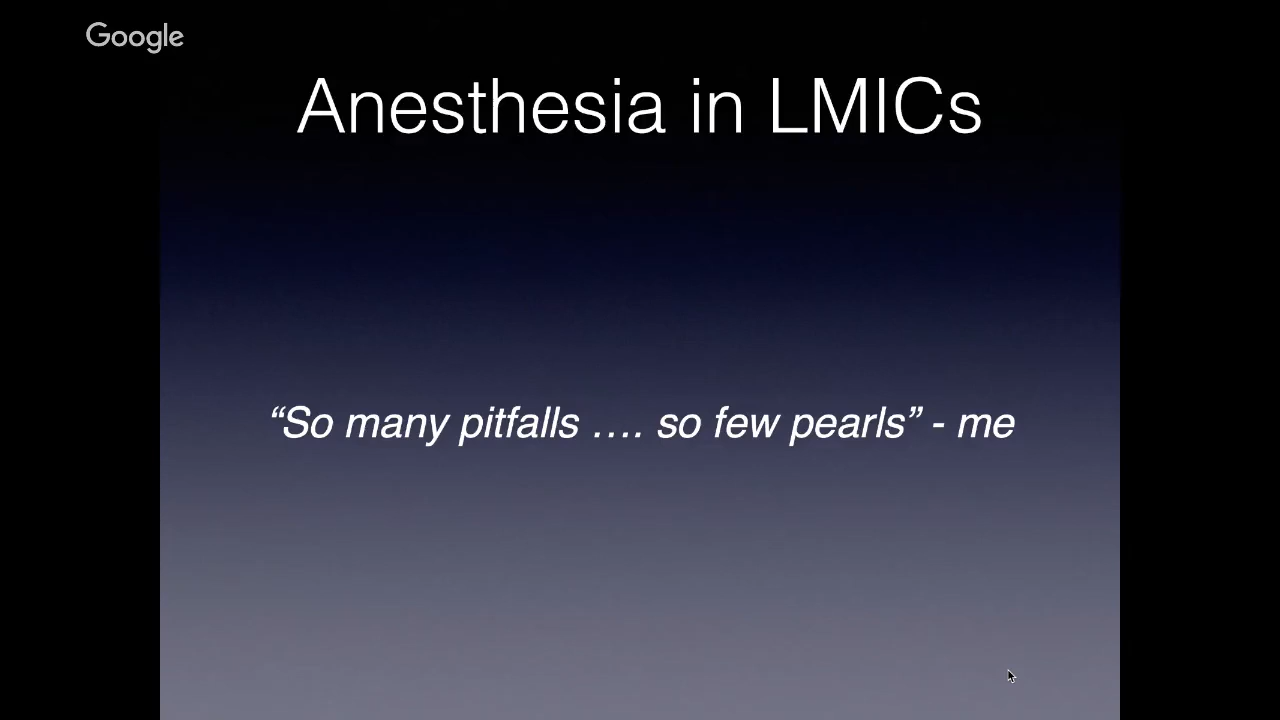 Google
Anesthesia in LMICs
“So many pitfalls …. so few pearls” - me